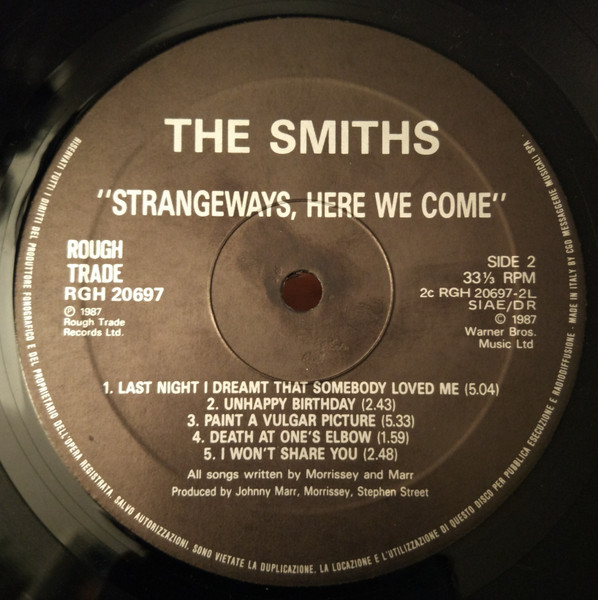 THE SMITHS
"STRANGEWAYS, HERE WE COME"
ROUGH
TRADE
RGH 20697
℗ 1987
Rough Trade
Records Ltd.
SIDE 2
33⅓ RPM
2c RGH 20697-2L
SIAE/DR
© 1987
Warner Bros.
Music Ltd
1. LAST NIGHT I DREAMT THAT SOMEBODY LOVED ME (5.04)
2. UNHAPPY BIRTHDAY (2.43)
3. PAINT A VULGAR PICTURE (5.33)
4. DEATH AT ONE'S ELBOW (1.59)
5. I WON'T SHARE YOU (2.48)
All songs written by Morrissey and Marr
Produced by Johnny Marr, Morrissey, Stephen Street
RISERVATI TUTTI I DIRITTI DEL PRODUTTORE FONOGRAFICO E DEL PROPRIETARIO DELL'OPERA REGISTRATA. SALVO AUTORIZZAZIONI, SONO VIETATE LA DUPLICAZIONE, LA LOCAZIONE E L'UTILIZZAZIONE DI QUESTO DISCO PER PUBBLICA ESECUZIONE E RADIODIFFUSIONE - MADE IN ITALY BY CGD MESSAGGERIE MUSICALI SPA